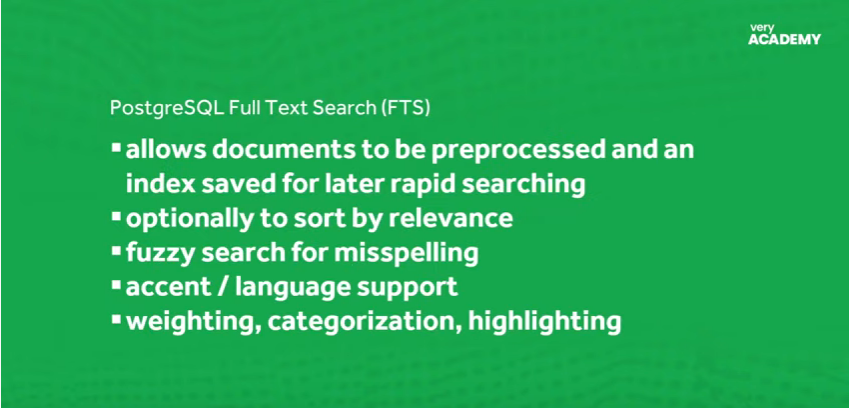 very
ACADEMY
PostgreSQL Full Text Search (FTS)
▪allows documents to be preprocessed and an
index saved for later rapid searching
▪optionally to sort by relevance
▪fuzzy search for misspelling
▪accent / language support
▪weighting, categorization, highlighting